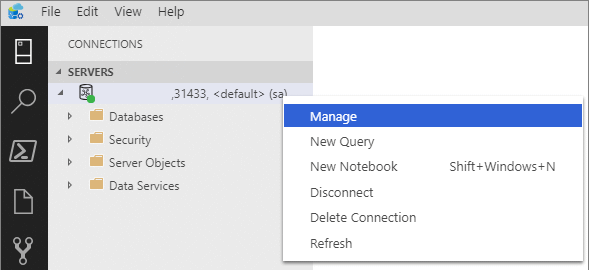 File Edit View Help
CONNECTIONS
SERVERS
,31433, <default> (sa)
Manage
Databases
New Query
Security
New Notebook Shift+Windows+N
Server Objects
Disconnect
Data Services
Delete Connection
Refresh